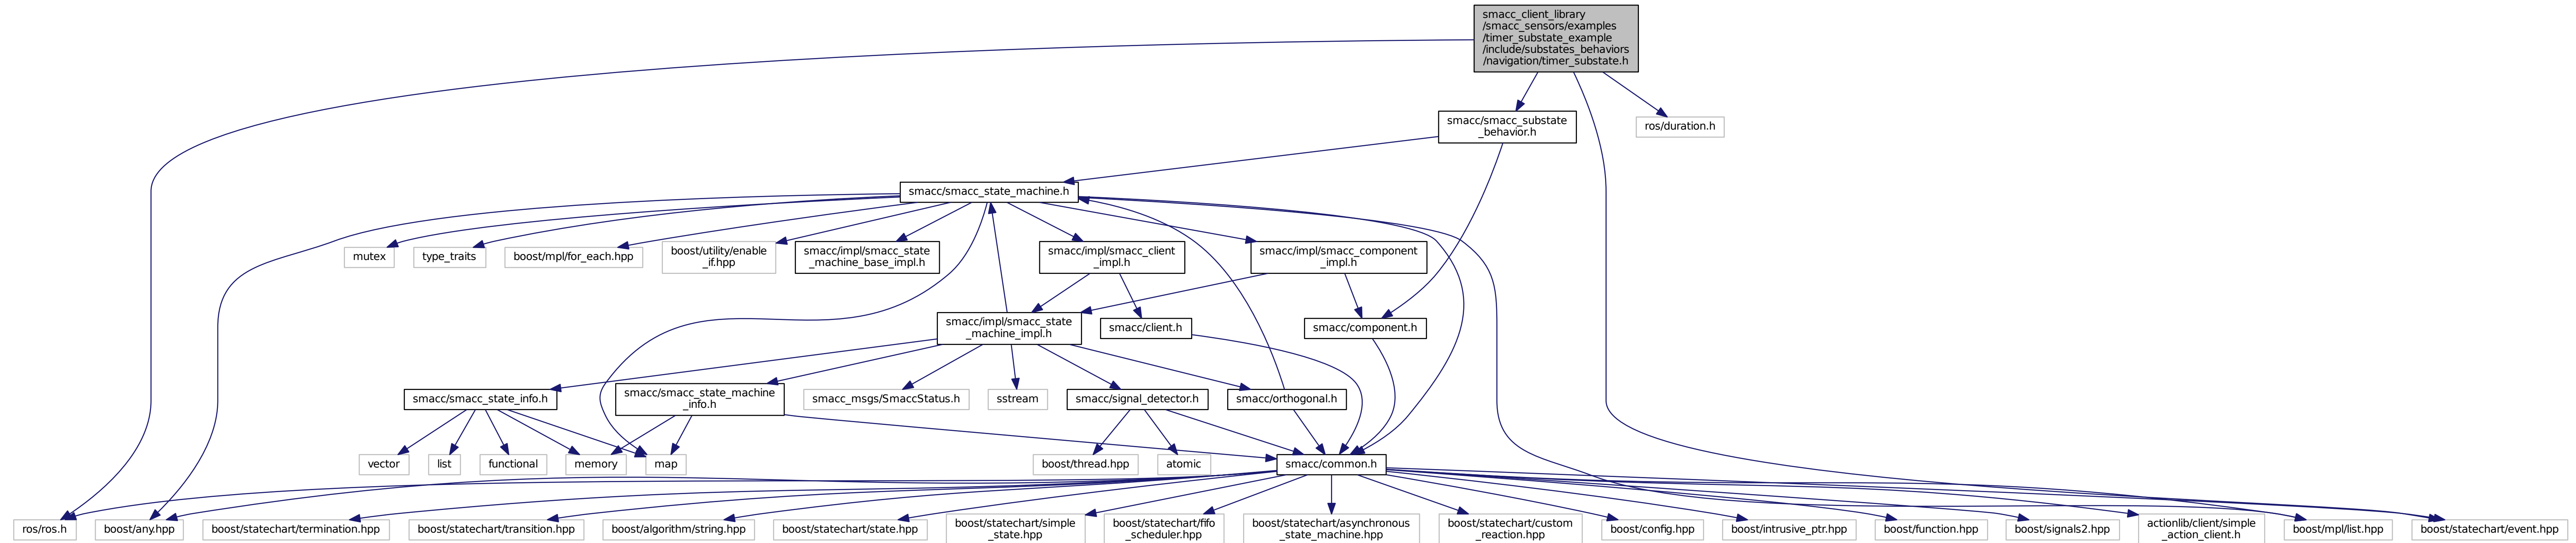 smacc_client_library
/smacc_sensors/examples
/timer_substate_example
/include/substates_behaviors
/navigation/timer_substate.h
smacc/smacc_substate
_behavior.h
ros/duration.h
smacc/smacc_state_machine.h
mutex
type_traits
boost/mpl/for_each.hpp
boost/utility/enable
_if.hpp
smacc/impl/smacc_state
_machine_base_impl.h
smacc/impl/smacc_client
_impl.h
smacc/impl/smacc_component
_impl.h
smacc/impl/smacc_state
_machine_impl.h
smacc/client.h
smacc/component.h
smacc/smacc_state_info.h
smacc/smacc_state_machine
_info.h
smacc_msgs/SmaccStatus.h
sstream
smacc/signal_detector.h
smacc/orthogonal.h
vector
list
functional
memory
map
boost/thread.hpp
atomic
smacc/common.h
ros/ros.h
boost/any.hpp
boost/statechart/termination.hpp
boost/statechart/transition.hpp
boost/algorithm/string.hpp
boost/statechart/state.hpp
boost/statechart/simple
_state.hpp
boost/statechart/fifo
_scheduler.hpp
boost/statechart/asynchronous
_state_machine.hpp
boost/statechart/custom
_reaction.hpp
boost/config.hpp
boost/intrusive_ptr.hpp
boost/function.hpp
boost/signals2.hpp
actionlib/client/simple
_action_client.h
boost/mpl/list.hpp
boost/statechart/event.hpp